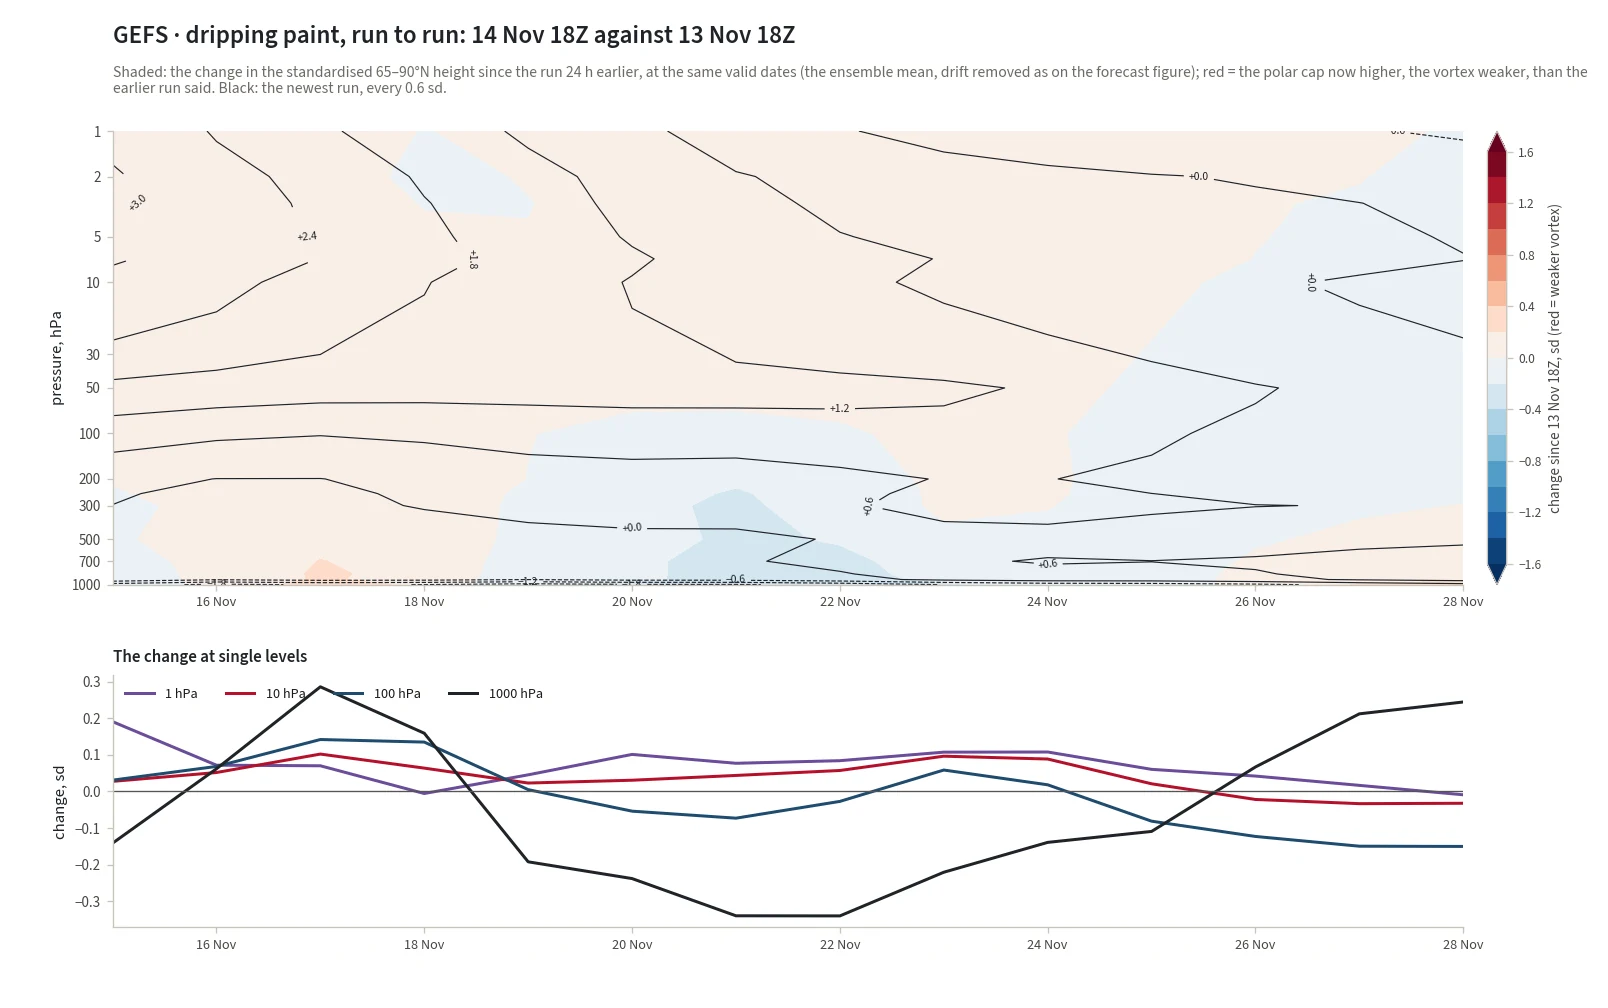 GEFS · dripping paint, run to run: 14 Nov 18Z against 13 Nov 18Z
Shaded: the change in the standardised 65–90°N height since the run 24 h earlier, at the same valid dates (the ensemble mean, drift removed as on the forecast figure); red = the polar cap now higher, the vortex weaker, than the
earlier run said. Black: the newest run, every 0.6 sd.
pressure, hPa
1
2
5
10
30
50
100
200
300
500
700
1000
+3.0
+2.4
+1.8
+1.2
+0.0
+0.0
+0.0
+0.6
+0.6
−1.2
−0.6
16 Nov
18 Nov
20 Nov
22 Nov
24 Nov
26 Nov
28 Nov
1.6
1.2
0.8
0.4
0.0
−0.4
−0.8
−1.2
−1.6
change since 13 Nov 18Z, sd (red = weaker vortex)
The change at single levels
1 hPa
10 hPa
100 hPa
1000 hPa
change, sd
0.3
0.2
0.1
0.0
−0.1
−0.2
−0.3
16 Nov
18 Nov
20 Nov
22 Nov
24 Nov
26 Nov
28 Nov